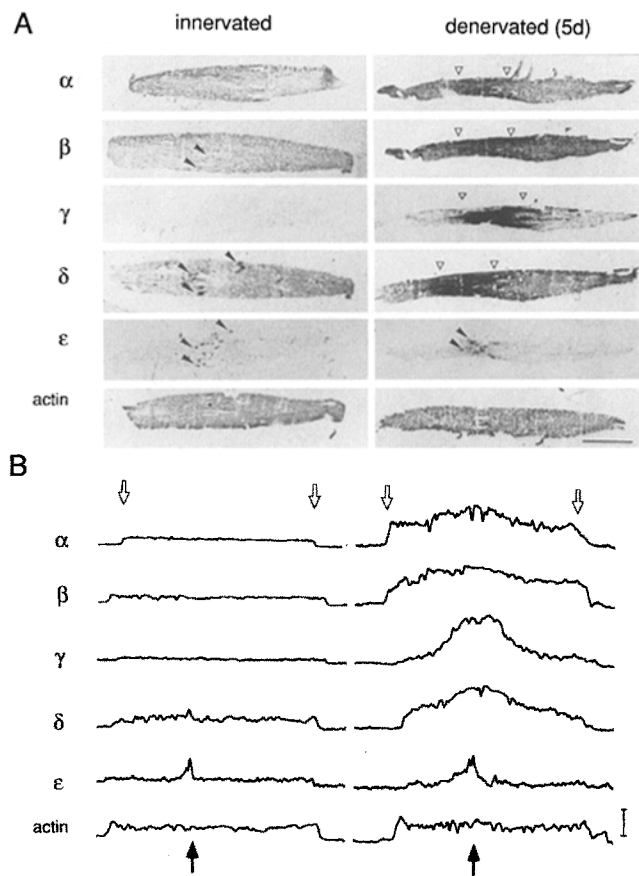 A
innervated
denervated (5d)
α
β
γ
δ
ε
actin
B
α
β
γ
δ
ε
actin